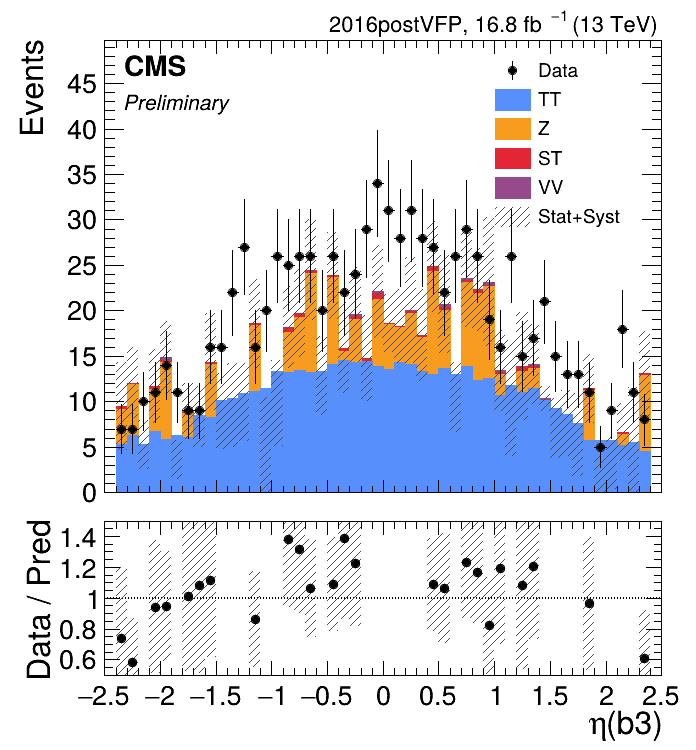 2016postVFP, 16.8 fb ⁻¹ (13 TeV)
Events
CMS
Preliminary
Data
TT
Z
ST
VV
Stat+Syst
45
40
35
30
25
20
15
10
5
0
Data / Pred
1.4
1.2
1
0.8
0.6
−2.5 −2 −1.5 −1 −0.5 0 0.5 1 1.5 2 2.5
η(b3)